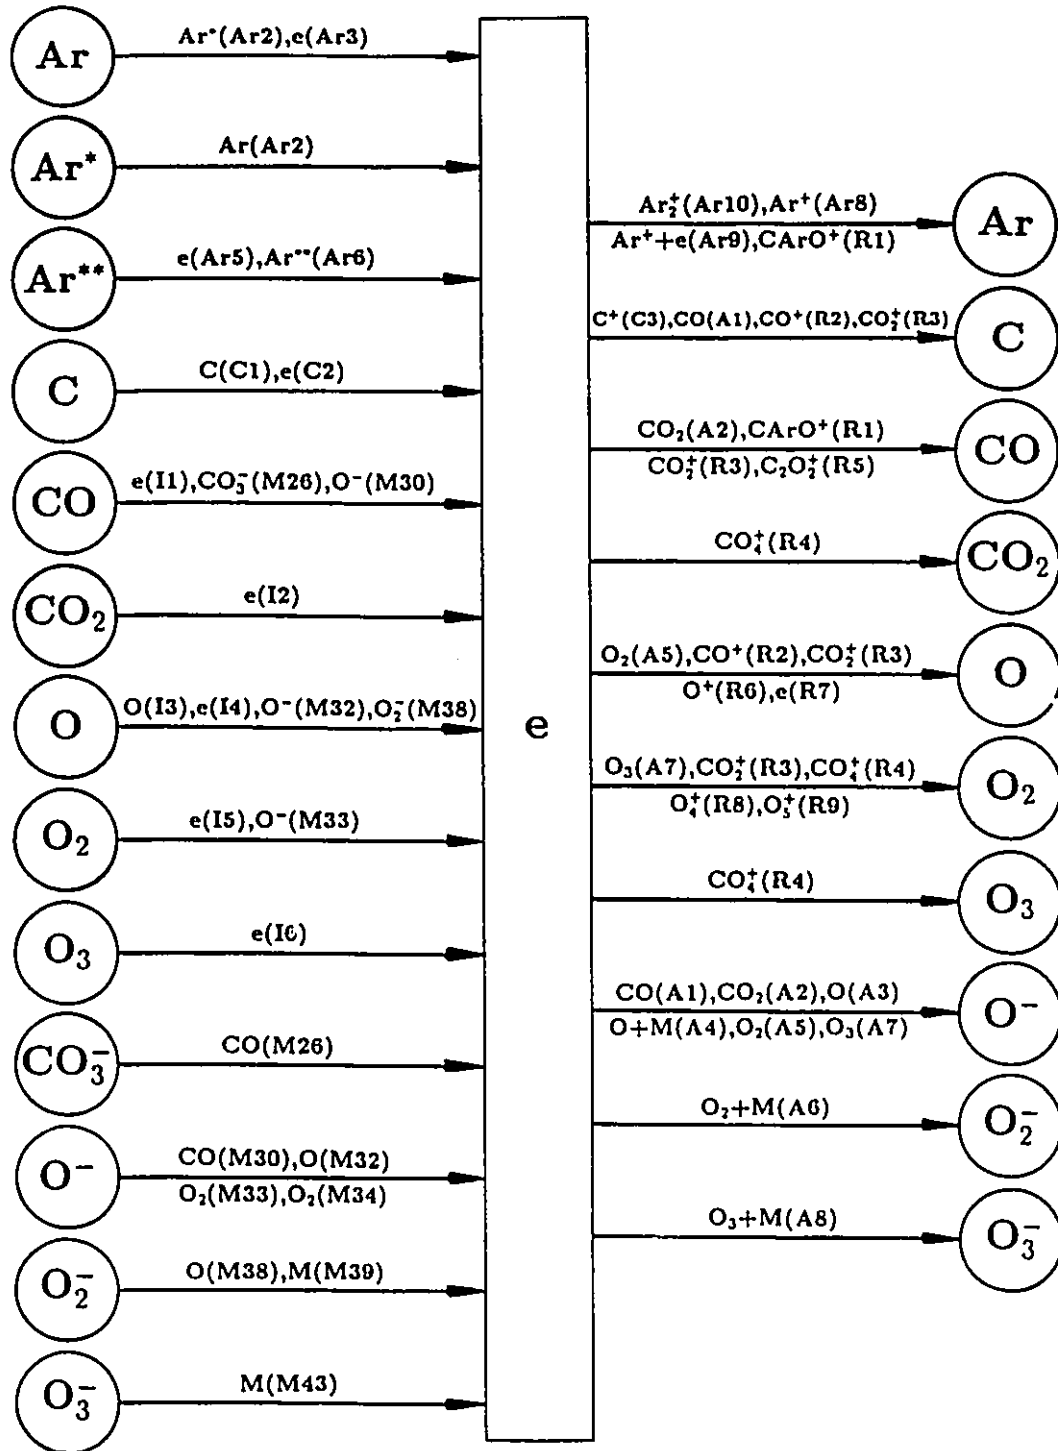 Ar
Ar*(Ar2),e(Ar3)
Ar*
Ar(Ar2)
Ar**
e(Ar5),Ar**(Ar6)
C
C(C1),e(C2)
CO
e(I1),CO₃⁻(M26),O⁻(M30)
CO₂
e(I2)
O
O(I3),e(I4),O⁻(M32),O₂⁻(M38)
O₂
e(I5),O⁻(M33)
O₃
e(I6)
CO₃⁻
CO(M26)
O⁻
CO(M30),O(M32)
O₂(M33),O₂(M34)
O₂⁻
O(M38),M(M39)
O₃⁻
M(M43)
e
Ar₂⁺(Ar10),Ar⁺(Ar8)
Ar⁺+e(Ar9),CArO⁺(R1)
Ar
C⁺(C3),CO(A1),CO⁺(R2),CO₂⁺(R3)
C
CO₂(A2),CArO⁺(R1)
CO₂⁺(R3),C₂O₂⁺(R5)
CO
CO₄⁺(R4)
CO₂
O₂(A5),CO⁺(R2),CO₂⁺(R3)
O⁺(R6),e(R7)
O
O₃(A7),CO₂⁺(R3),CO₄⁺(R4)
O₄⁺(R8),O₅⁺(R9)
O₂
CO₄⁺(R4)
O₃
CO(A1),CO₂(A2),O(A3)
O+M(A4),O₂(A5),O₃(A7)
O⁻
O₂+M(A6)
O₂⁻
O₃+M(A8)
O₃⁻